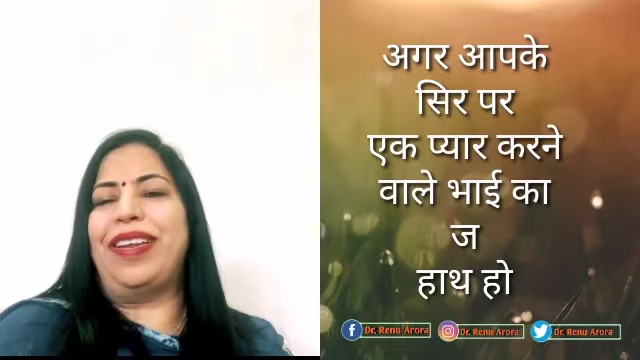 अगर आपके
सिर पर
एक प्यार करने
वाले भाई का
ज
हाथ हो
Dr. Renu Arora Dr. Renu Arora Dr. Renu Arora